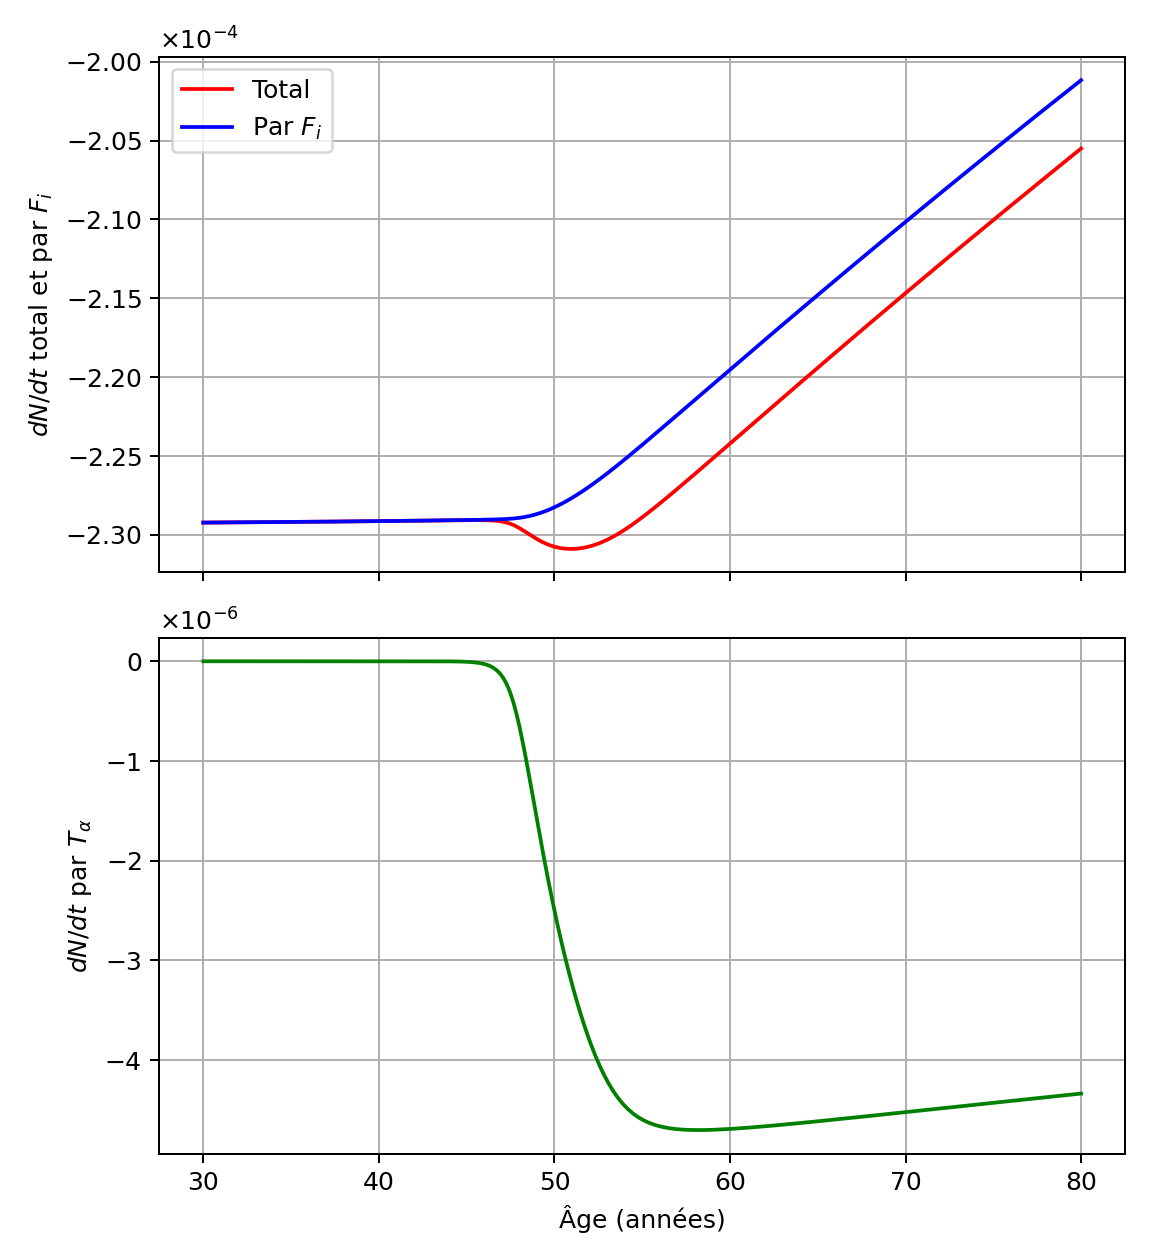 ×10⁻⁴
−2.00
−2.05
−2.10
−2.15
−2.20
−2.25
−2.30
dN/dt total et par Fᵢ
Total
Par Fᵢ
×10⁻⁶
0
−1
−2
−3
−4
dN/dt par Tα
30 40 50 60 70 80
Âge (années)